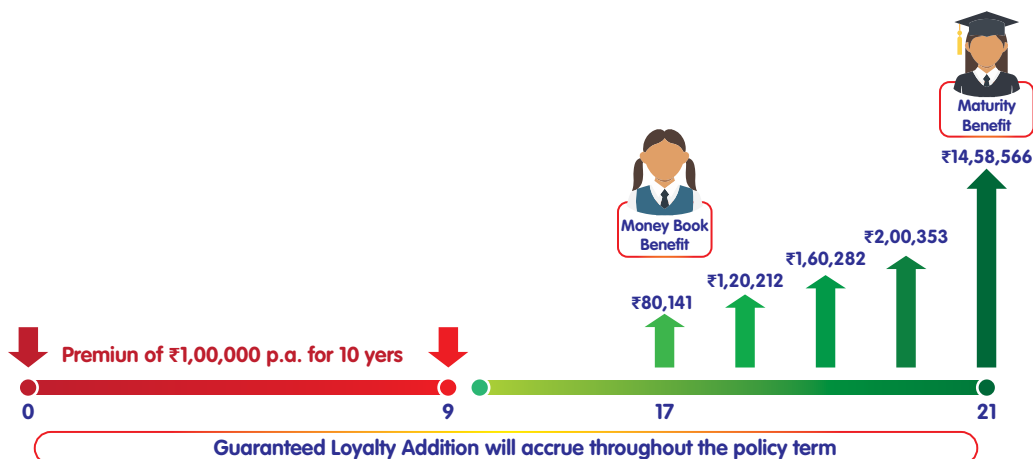 Maturity
Benefit
₹14,58,566
Money Book
Benefit
₹2,00,353
₹1,60,282
₹1,20,212
₹80,141
Premiun of ₹1,00,000 p.a. for 10 yers
0
9
17
21
Guaranteed Loyalty Addition will accrue throughout the policy term